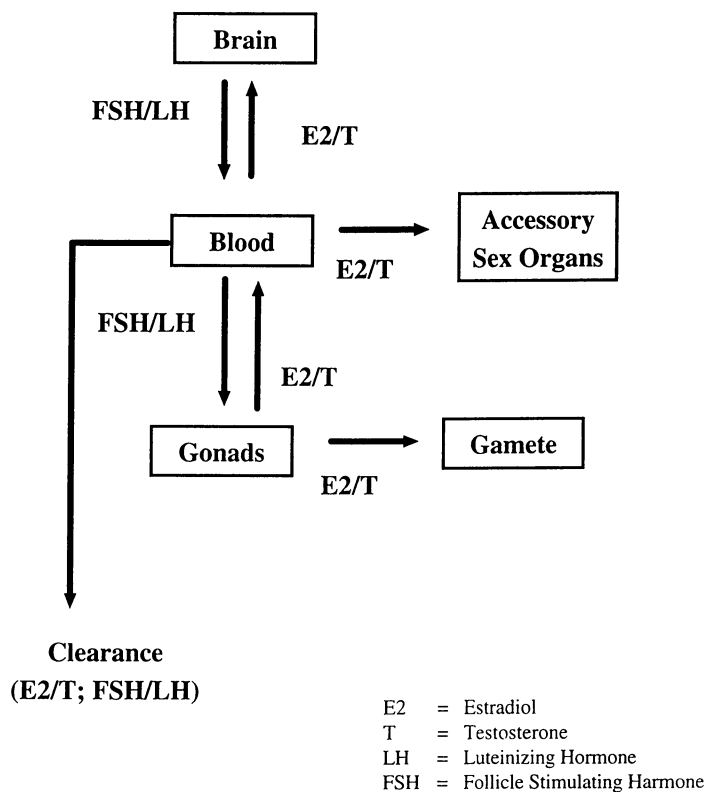 Brain
FSH/LH
E2/T
Blood
E2/T
Accessory
Sex Organs
FSH/LH
E2/T
Gonads
E2/T
Gamete
Clearance
(E2/T; FSH/LH)
E2 = Estradiol
T = Testosterone
LH = Luteinizing Hormone
FSH = Follicle Stimulating Harmone